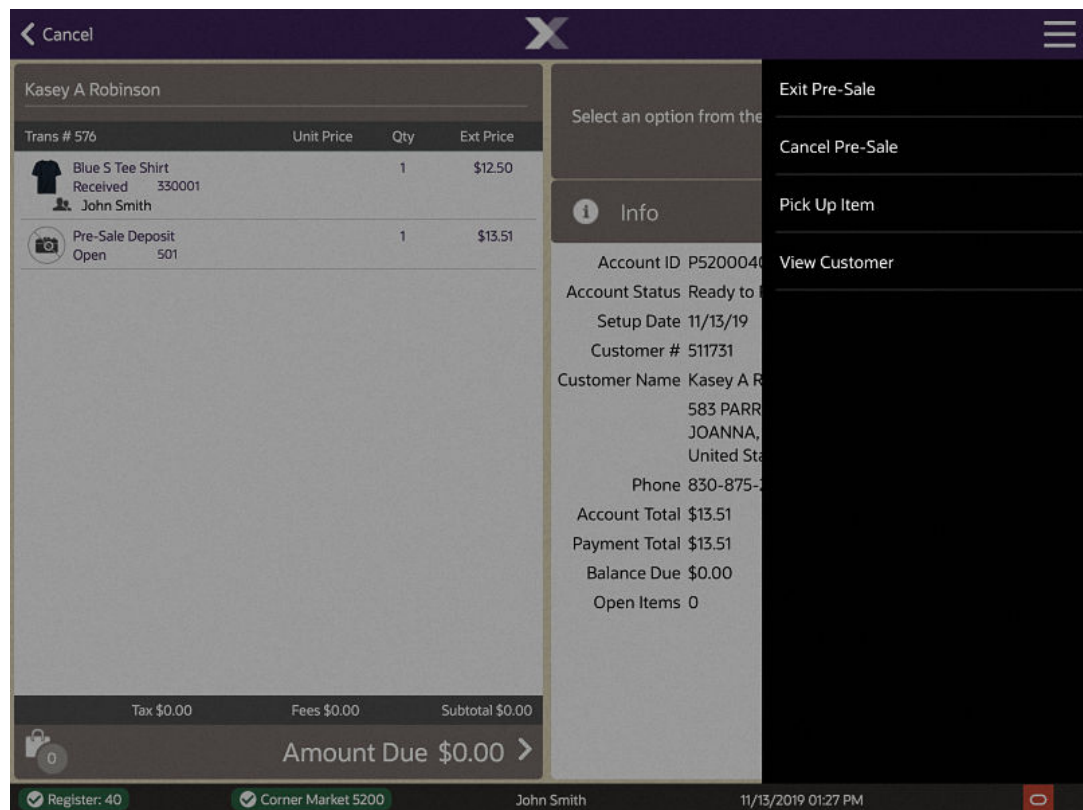 Cancel
Kasey A Robinson
Trans # 576 Unit Price Qty Ext Price
Blue S Tee Shirt 1 $12.50
Received 330001
John Smith
Pre-Sale Deposit 1 $13.51
Open 501
Tax $0.00 Fees $0.00 Subtotal $0.00
0 Amount Due $0.00
Select an option from the
Info
Account ID P520004
Account Status Ready to
Setup Date 11/13/19
Customer # 511731
Customer Name Kasey A R
583 PARR
JOANNA,
United Sta
Phone 830-875-
Account Total $13.51
Payment Total $13.51
Balance Due $0.00
Open Items 0
Exit Pre-Sale
Cancel Pre-Sale
Pick Up Item
View Customer
Register: 40 Corner Market 5200 John Smith 11/13/2019 01:27 PM